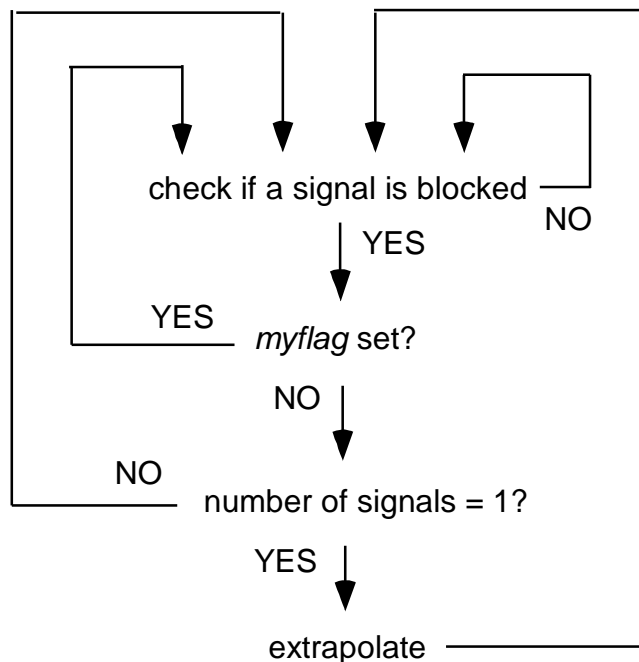 check if a signal is blocked
NO
YES
YES
myflag set?
NO
NO
number of signals = 1?
YES
extrapolate